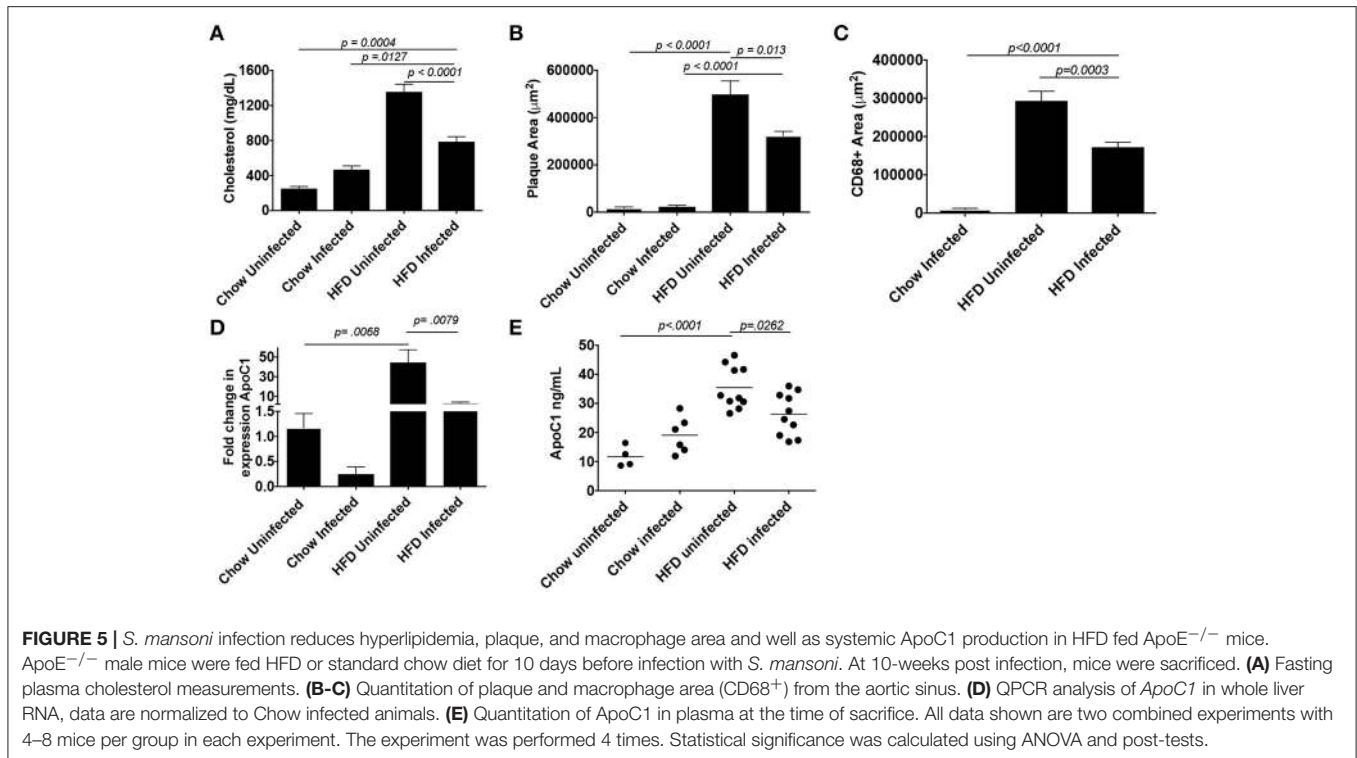 A
p = 0.0004
p =.0127
p < 0.0001
Cholesterol (mg/dL)
1600
1200
800
400
0
Chow Uninfected
Chow Infected
HFD Uninfected
HFD Infected
B
p < 0.0001
p = 0.013
p < 0.0001
Plaque Area (μm²)
600000
400000
200000
0
Chow Uninfected
Chow Infected
HFD Uninfected
HFD Infected
C
p<0.0001
p=0.0003
CD68+ Area (μm²)
400000
300000
200000
100000
0
Chow Infected
HFD Uninfected
HFD Infected
D
p= .0068
p= .0079
Fold change in
expression ApoC1
50
30
10
1.5
1.0
0.5
0.0
Chow Uninfected
Chow Infected
HFD Uninfected
HFD Infected
E
p<.0001
p=.0262
ApoC1 ng/mL
50
40
30
20
10
0
Chow uninfected
Chow infected
HFD uninfected
HFD infected
FIGURE 5 | S. mansoni infection reduces hyperlipidemia, plaque, and macrophage area and well as systemic ApoC1 production in HFD fed ApoE−/− mice.
ApoE−/− male mice were fed HFD or standard chow diet for 10 days before infection with S. mansoni. At 10-weeks post infection, mice were sacrificed. (A) Fasting
plasma cholesterol measurements. (B-C) Quantitation of plaque and macrophage area (CD68+) from the aortic sinus. (D) QPCR analysis of ApoC1 in whole liver
RNA, data are normalized to Chow infected animals. (E) Quantitation of ApoC1 in plasma at the time of sacrifice. All data shown are two combined experiments with
4–8 mice per group in each experiment. The experiment was performed 4 times. Statistical significance was calculated using ANOVA and post-tests.